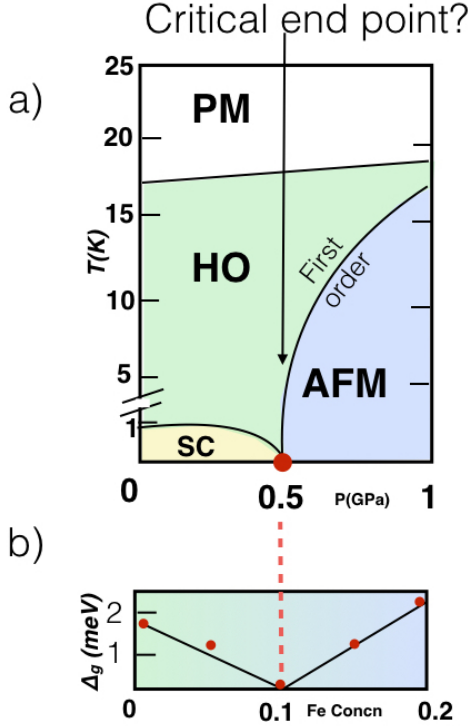 Critical end point?
a)
25
PM
20
T(K)
15
HO
First
order
10
5
AFM
1
SC
0
0.5
P(GPa)
1
b)
Δg (meV)
2
1
0
0.1
Fe Concn
0.2